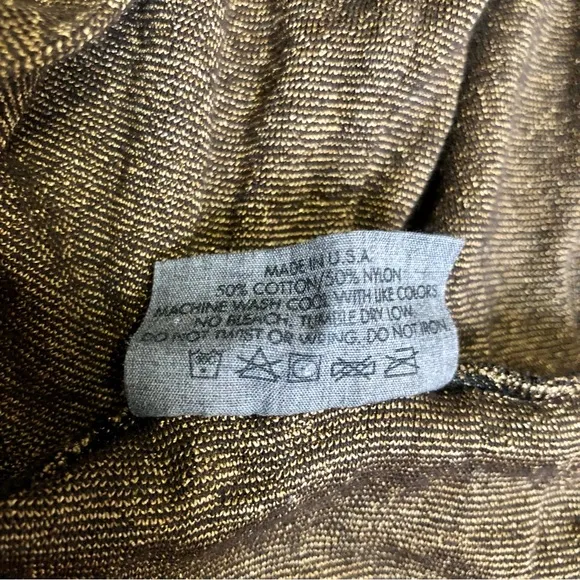 MADE IN U.S.A.
50% COTTON/50% NYLON
MACHINE WASH COOL WITH LIKE COLORS
NO BLEACH. TUMBLE DRY LOW.
DO NOT TWIST OR WRING. DO NOT IRON.